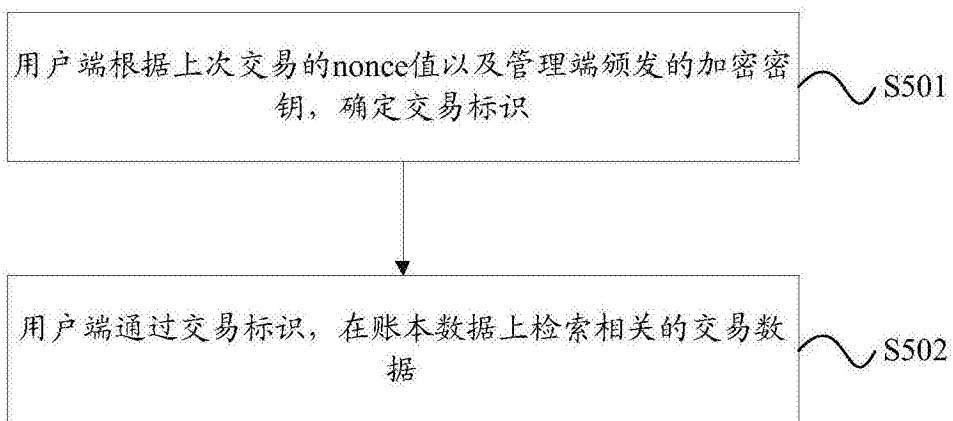 用户端根据上次交易的nonce值以及管理端颁发的加密密
钥，确定交易标识
S501
用户端通过交易标识，在账本数据上检索相关的交易数
据
S502